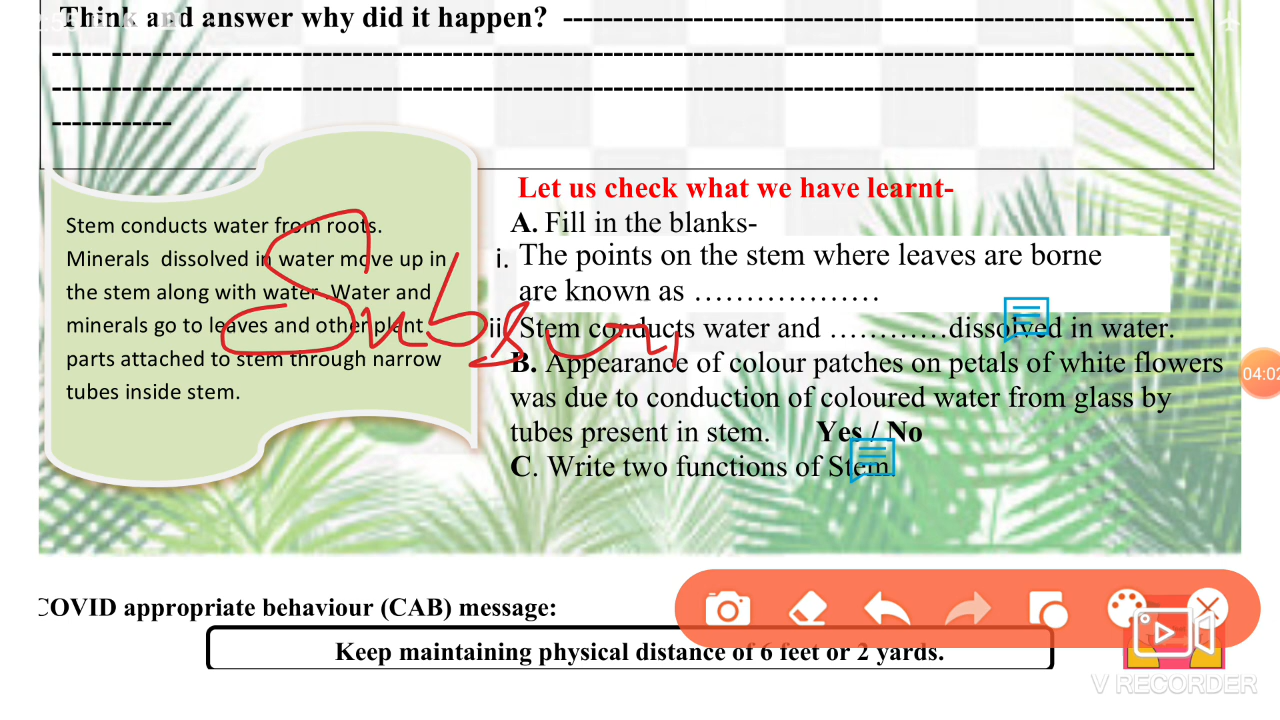 Think and answer why did it happen? ---------------------------------------------------------------
--------------------------------------------------------------------------------------------------------------------
--------------------------------------------------------------------------------------------------------------------
------------
Stem conducts water from roots.
Minerals dissolved in water move up in
the stem along with water. Water and
minerals go to leaves and other plant
parts attached to stem through narrow
tubes inside stem.
Let us check what we have learnt-
A. Fill in the blanks-
i. The points on the stem where leaves are borne
are known as ………………
ii Stem conducts water and …………dissolved in water.
B. Appearance of colour patches on petals of white flowers
was due to conduction of coloured water from glass by
tubes present in stem. Yes / No
C. Write two functions of Stem
COVID appropriate behaviour (CAB) message:
Keep maintaining physical distance of 6 feet or 2 yards.
04:02
V RECORDER